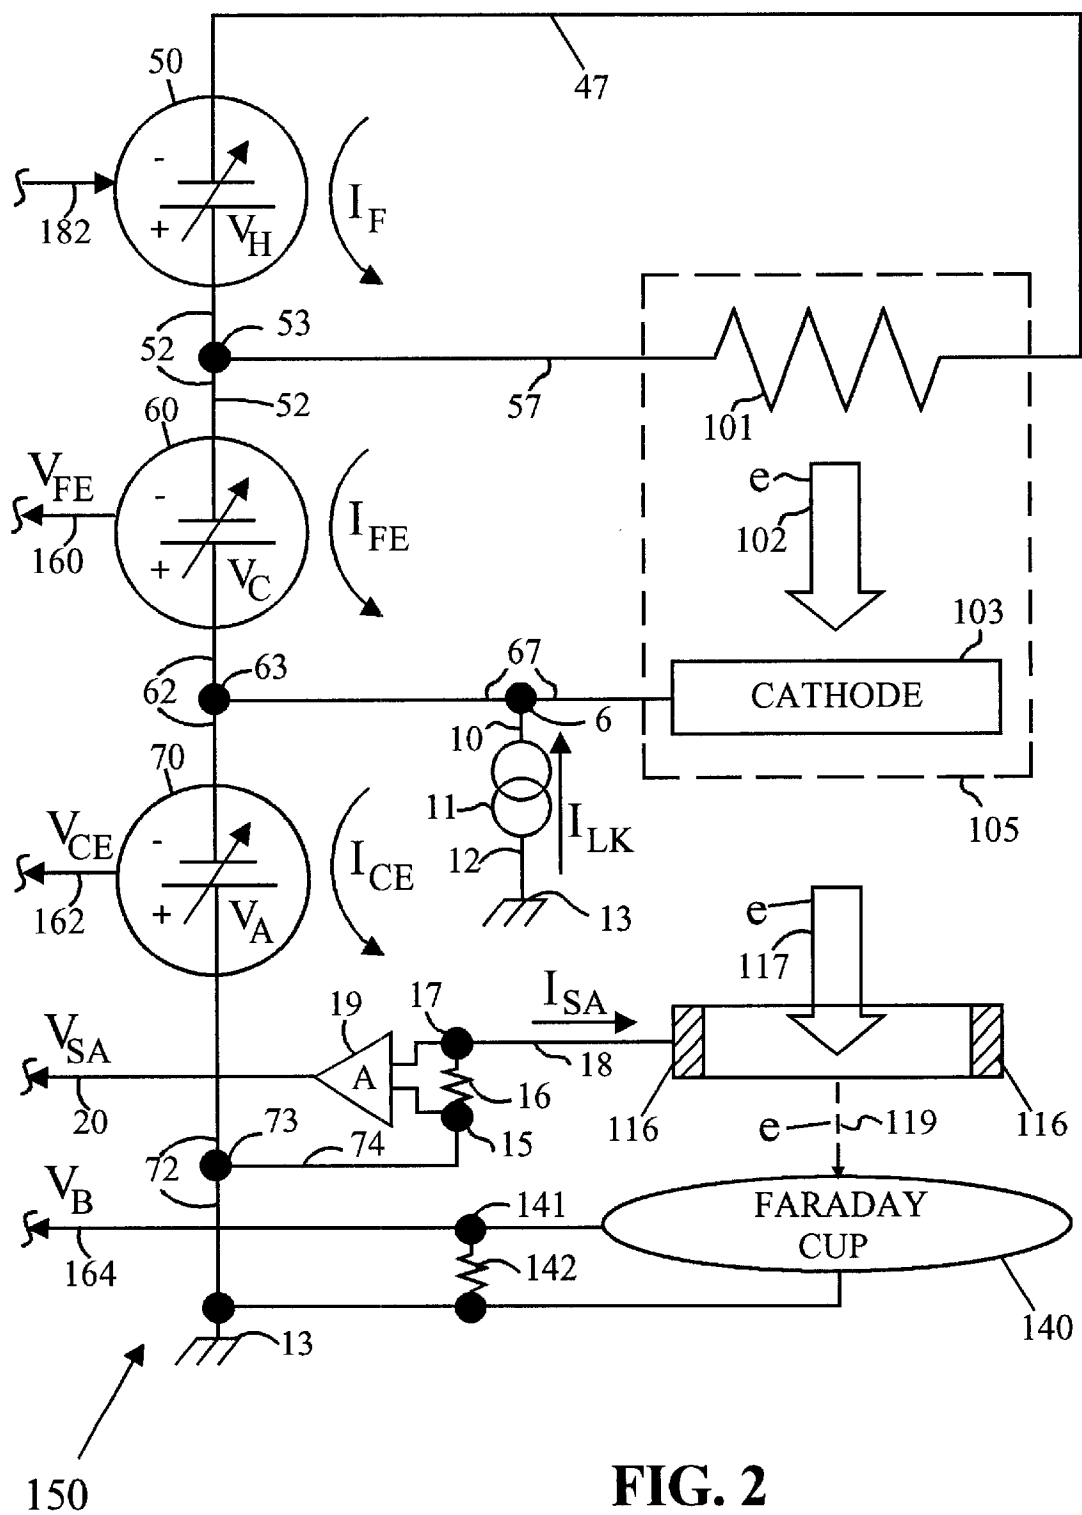 47
50
-
+
V_H
182
I_F
52
53
57
101
52
60
V_FE
160
-
+
V_C
I_FE
e
102
103
CATHODE
62
63
67
6
10
11
12
I_LK
13
105
70
V_CE
162
-
+
V_A
I_CE
e
117
I_SA
19
17
V_SA
20
A
16
18
116
116
15
e
119
73
74
72
V_B
164
141
142
FARADAY
CUP
140
13
150
FIG. 2